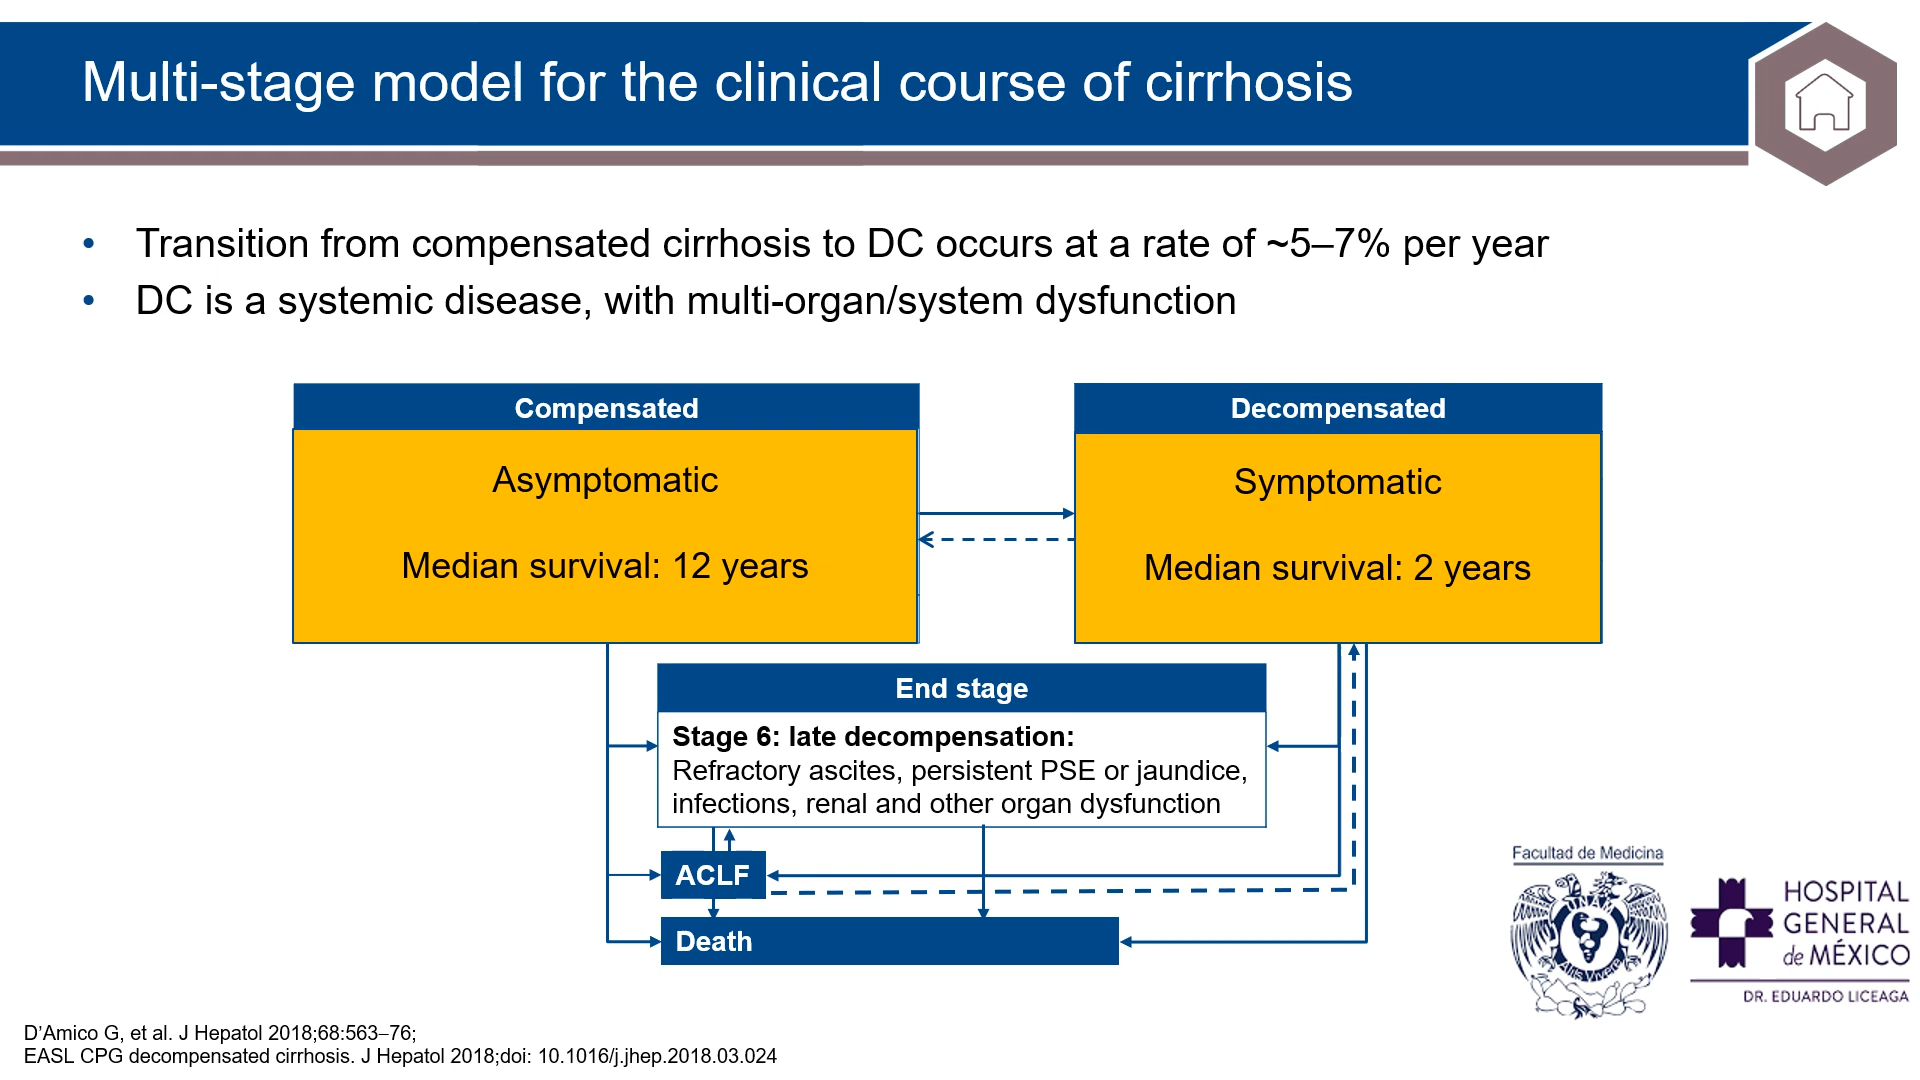 Multi-stage model for the clinical course of cirrhosis
• Transition from compensated cirrhosis to DC occurs at a rate of ~5–7% per year
• DC is a systemic disease, with multi-organ/system dysfunction
Compensated
Asymptomatic
Median survival: 12 years
Decompensated
Symptomatic
Median survival: 2 years
End stage
Stage 6: late decompensation:
Refractory ascites, persistent PSE or jaundice,
infections, renal and other organ dysfunction
ACLF
Death
Facultad de Medicina
U.N.A.M.
Aliis Vivere
HOSPITAL
GENERAL
de MÉXICO
DR. EDUARDO LICEAGA
D’Amico G, et al. J Hepatol 2018;68:563–76;
EASL CPG decompensated cirrhosis. J Hepatol 2018;doi: 10.1016/j.jhep.2018.03.024